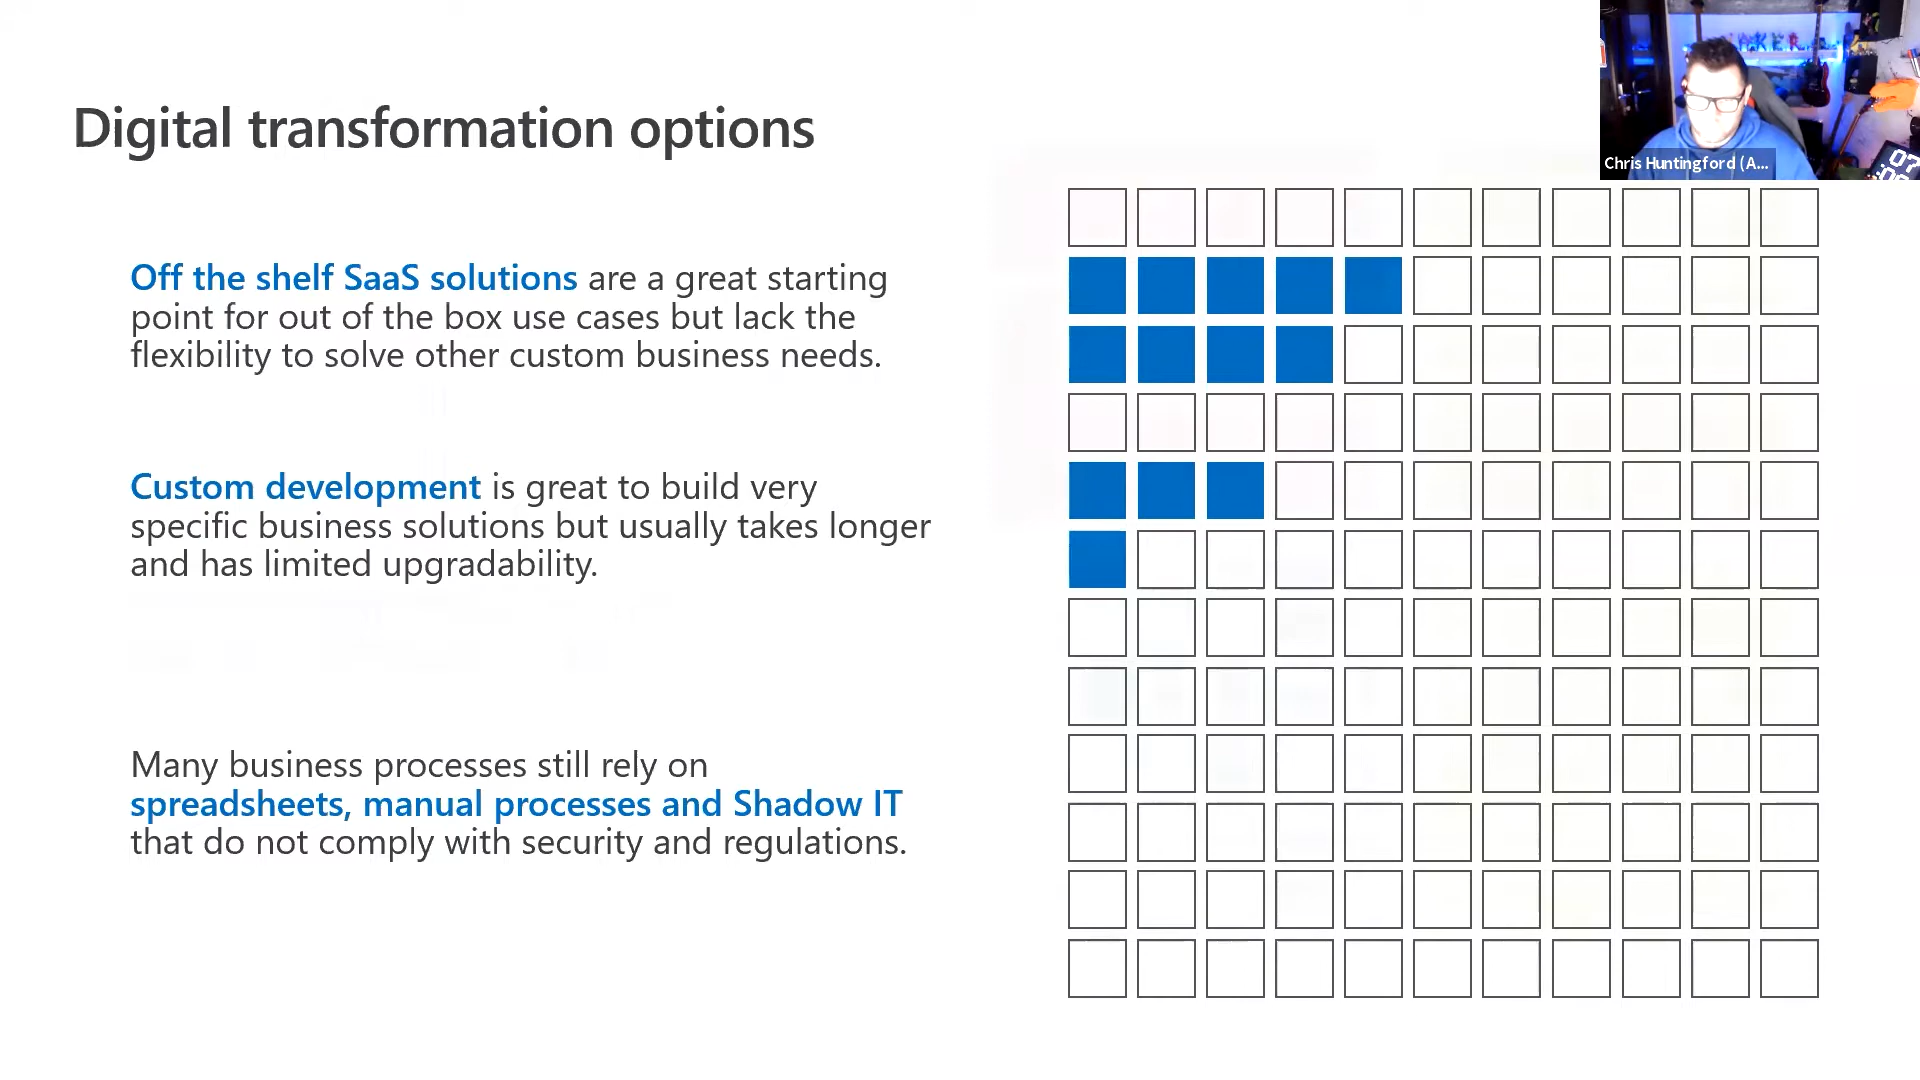 Digital transformation options
Off the shelf SaaS solutions are a great starting
point for out of the box use cases but lack the
flexibility to solve other custom business needs.
Custom development is great to build very
specific business solutions but usually takes longer
and has limited upgradability.
Many business processes still rely on
spreadsheets, manual processes and Shadow IT
that do not comply with security and regulations.
Chris Huntingford (A...
07